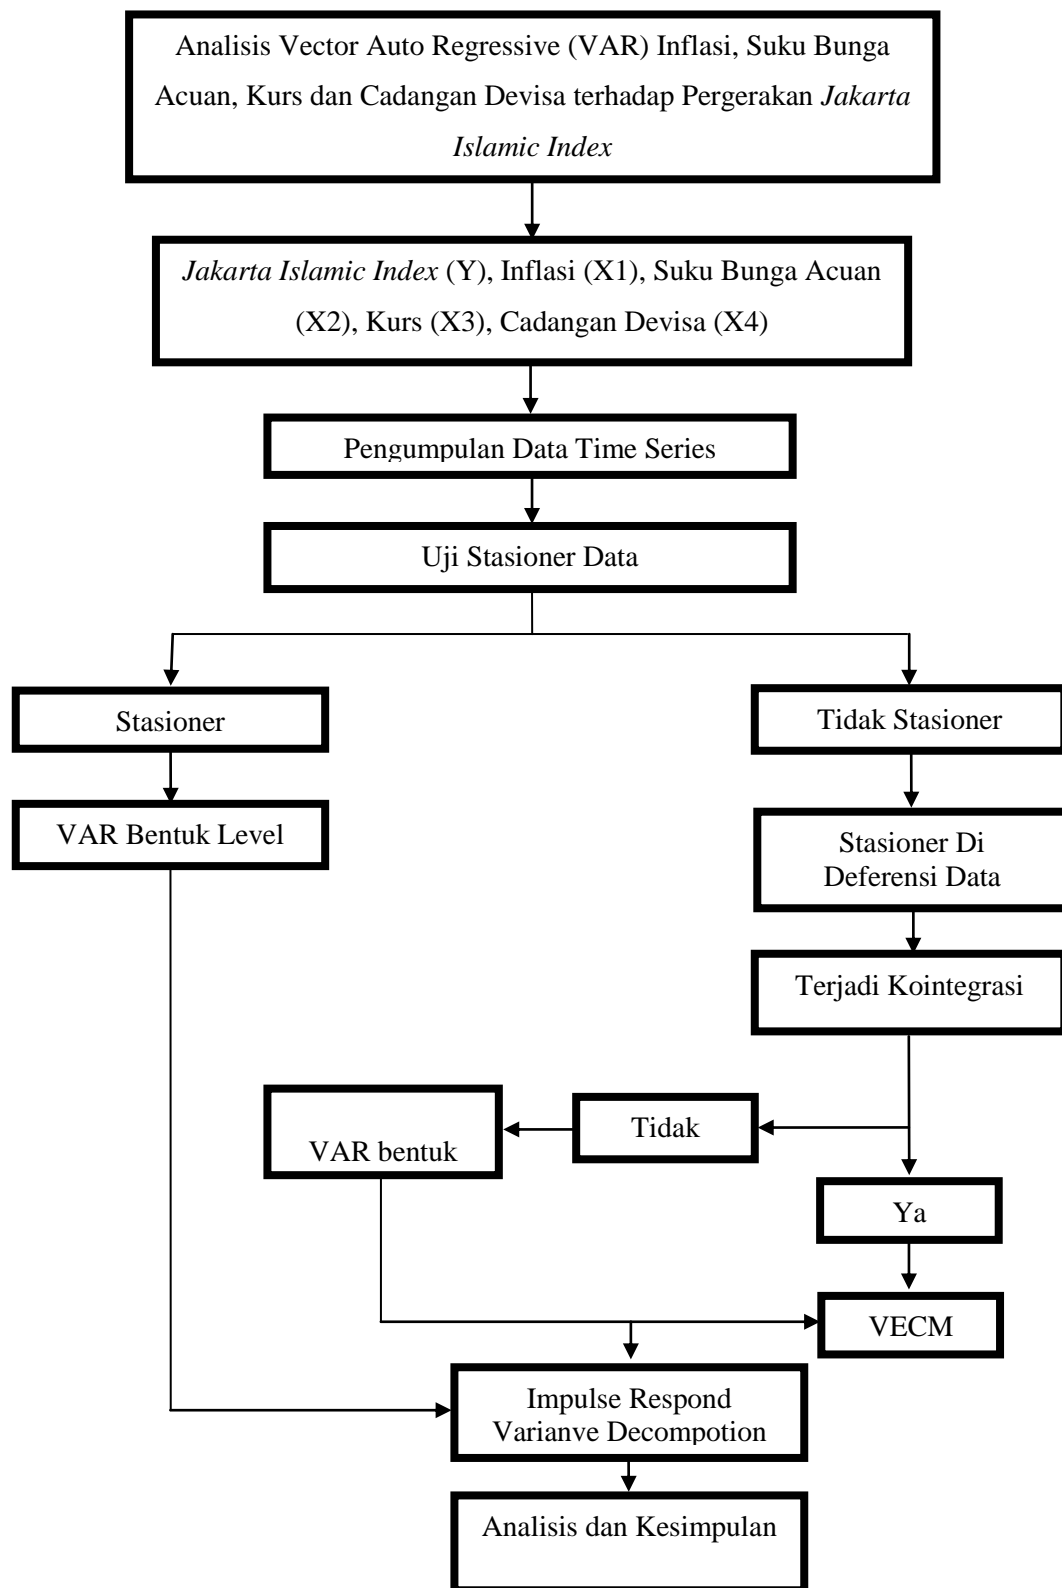 Analisis Vector Auto Regressive (VAR) Inflasi, Suku Bunga
Acuan, Kurs dan Cadangan Devisa terhadap Pergerakan Jakarta
Islamic Index
Jakarta Islamic Index (Y), Inflasi (X1), Suku Bunga Acuan
(X2), Kurs (X3), Cadangan Devisa (X4)
Pengumpulan Data Time Series
Uji Stasioner Data
Stasioner
Tidak Stasioner
VAR Bentuk Level
Stasioner Di
Deferensi Data
Terjadi Kointegrasi
Tidak
VAR bentuk
Ya
VECM
Impulse Respond
Varianve Decompotion
Analisis dan Kesimpulan